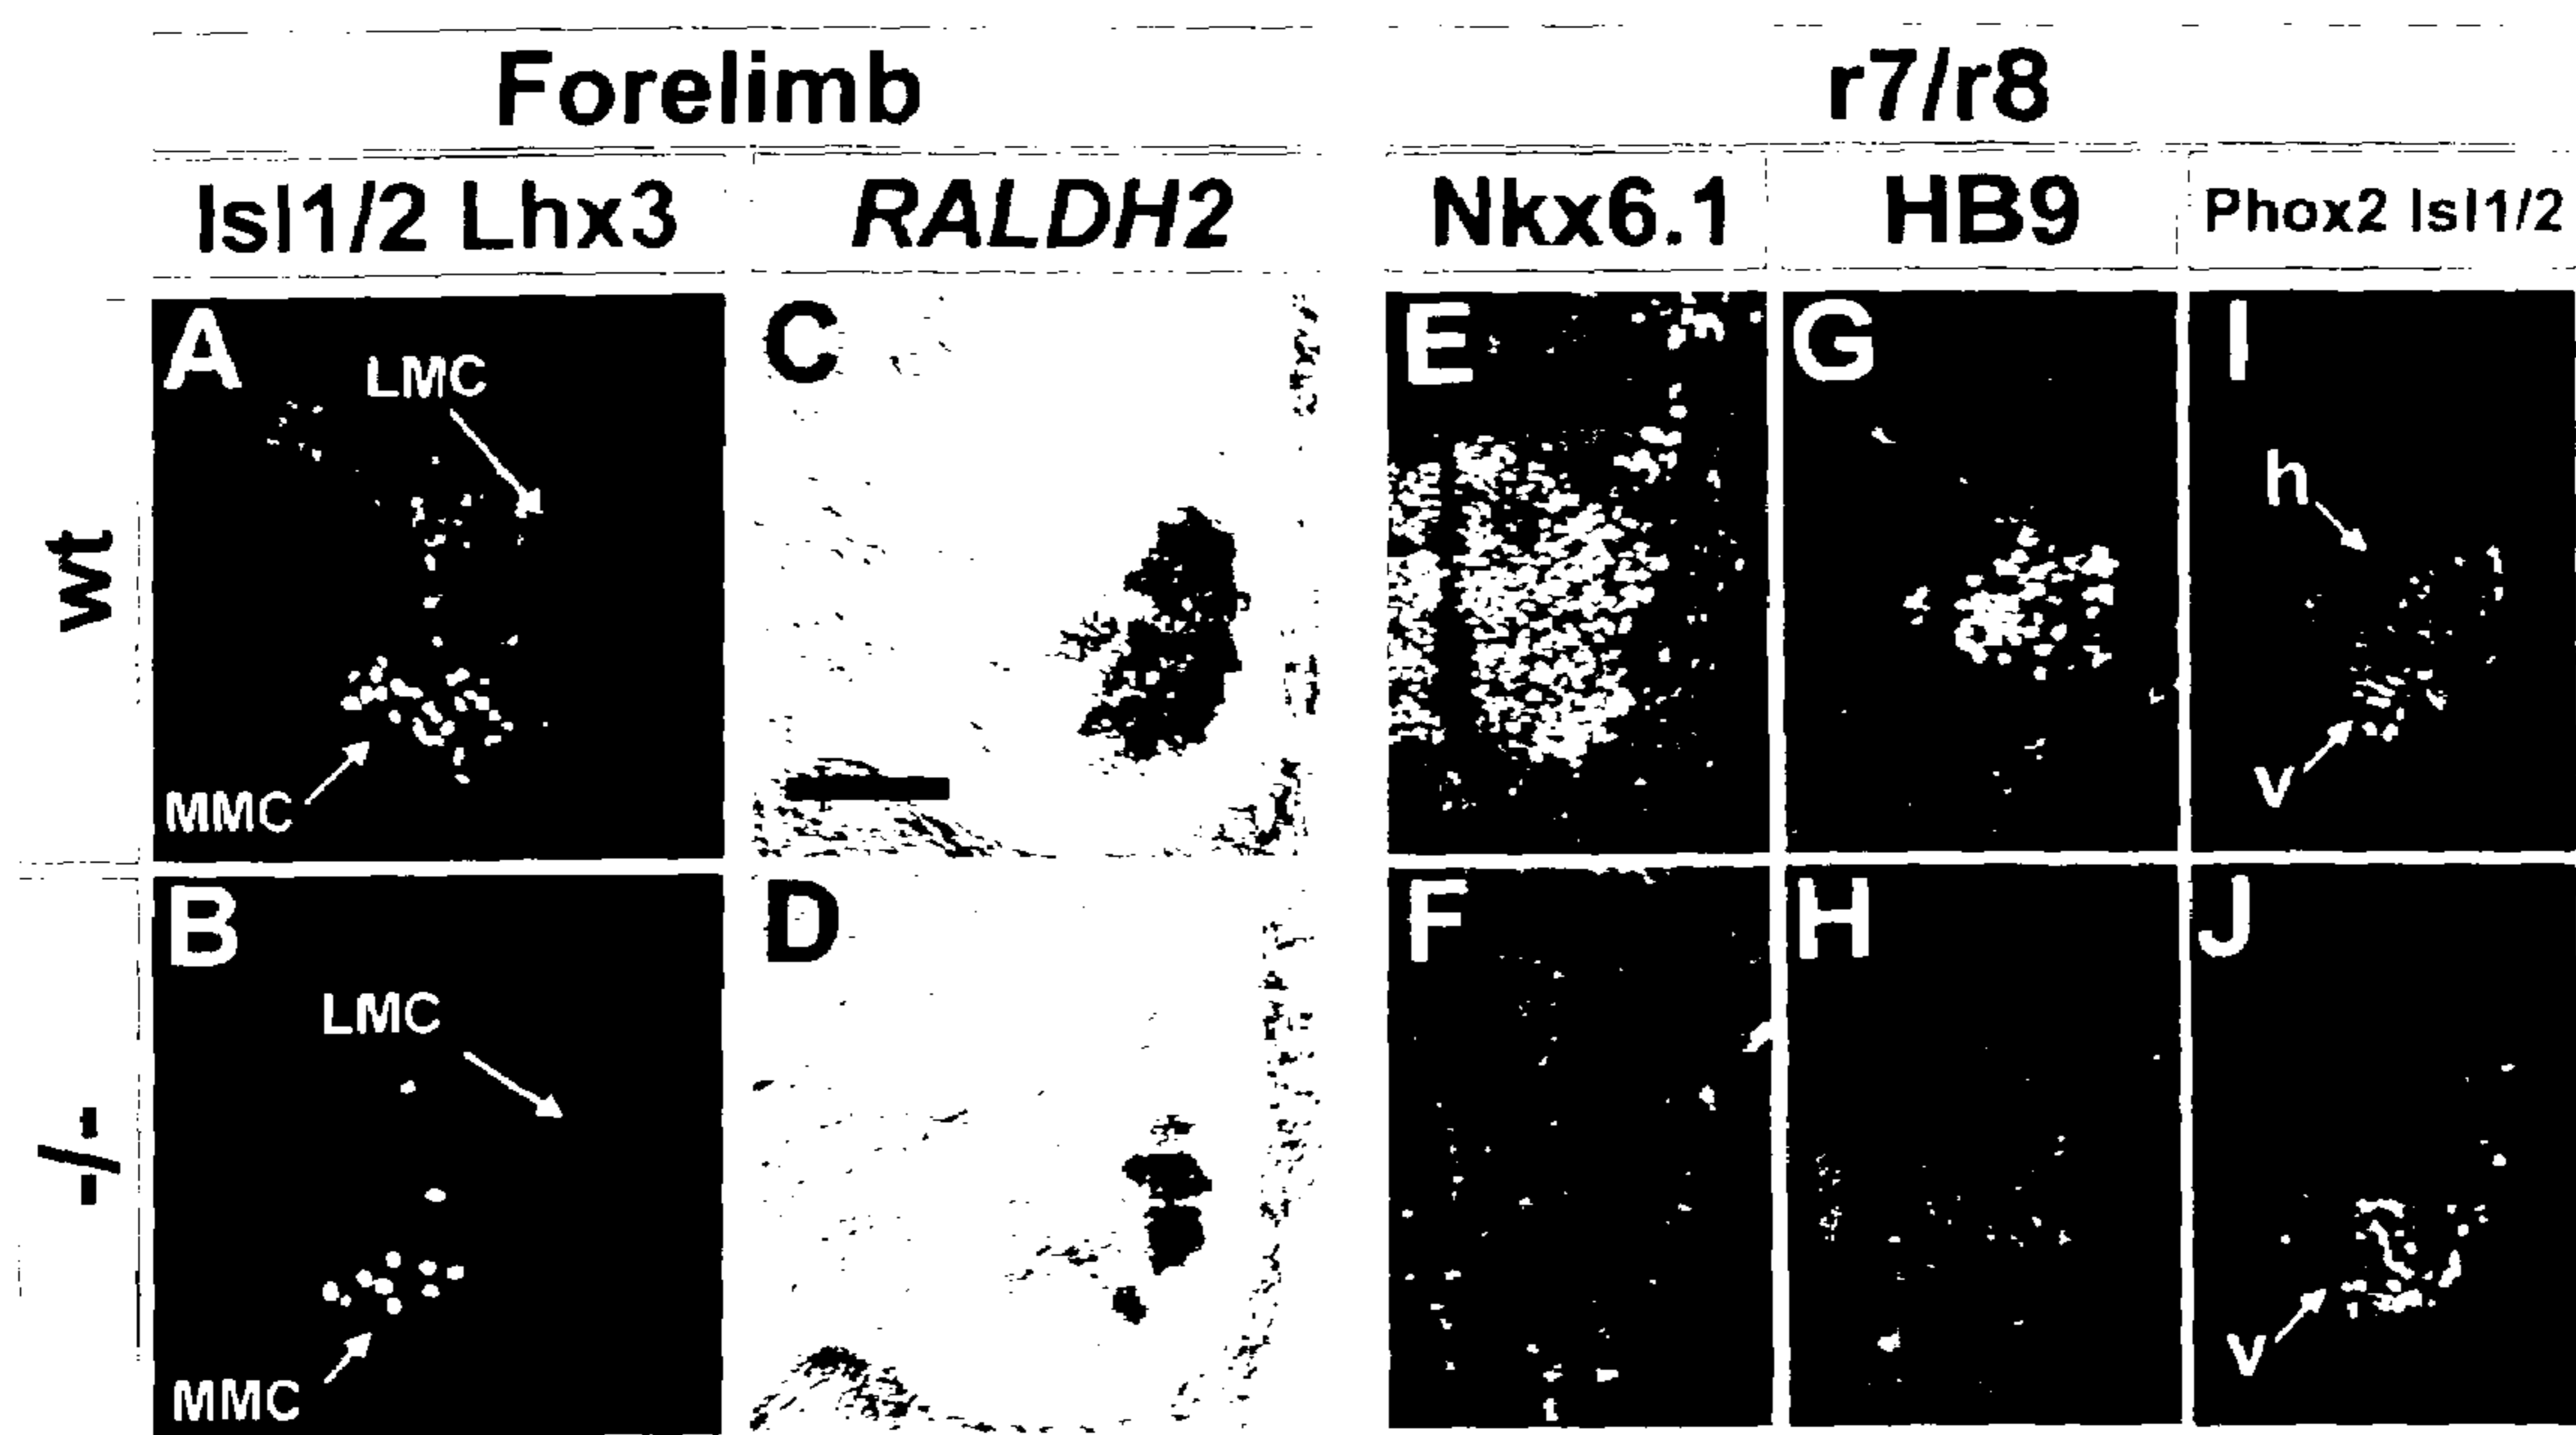 Forelimb r7/r8
Isl1/2 Lhx3 RALDH2 Nkx6.1 HB9 Phox2 Isl1/2
wt
A LMC MMC
C
E
G
I h v
-/-
B LMC MMC
D
F
H
J v